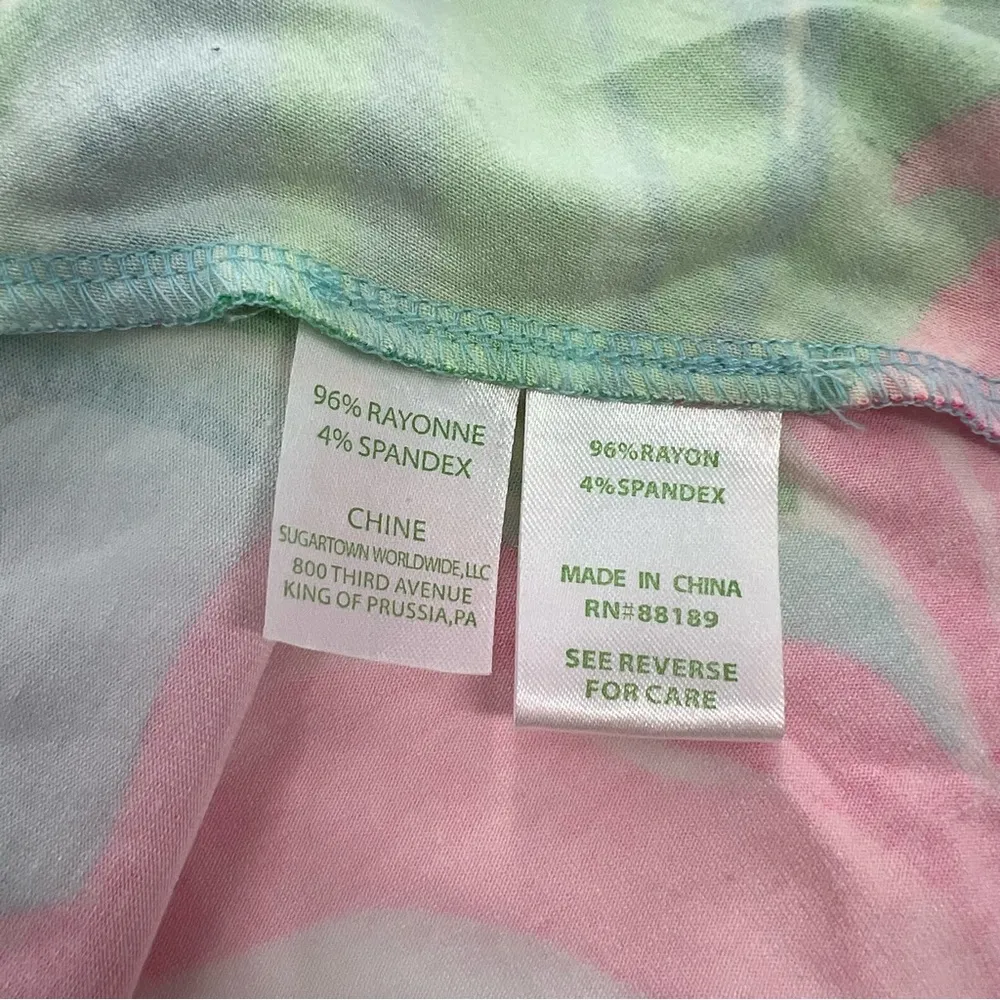 96% RAYONNE
4% SPANDEX
CHINE
SUGARTOWN WORLDWIDE,LLC
800 THIRD AVENUE
KING OF PRUSSIA,PA
96%RAYON
4%SPANDEX
MADE IN CHINA
RN#88189
SEE REVERSE
FOR CARE